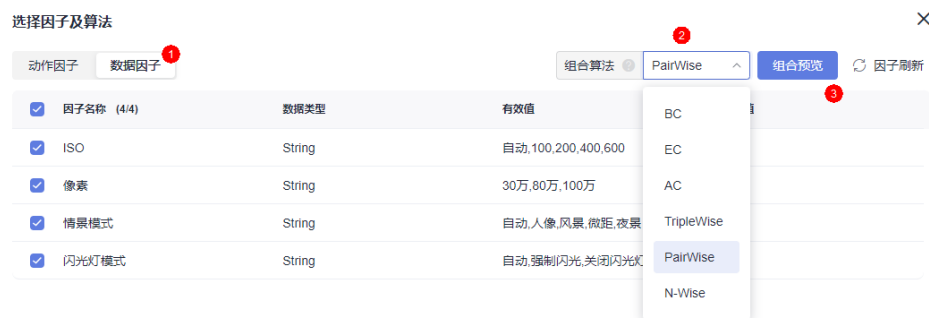 选择因子及算法
动作因子 数据因子 1 2 组合算法 ? PairWise 组合预览 因子刷新
3
因子名称 (4/4) 数据类型 有效值
ISO String 自动,100,200,400,600
像素 String 30万,80万,100万
情景模式 String 自动,人像,风景,微距,夜景
闪光灯模式 String 自动,强制闪光,关闭闪光灯
BC
EC
AC
TripleWise
PairWise
N-Wise